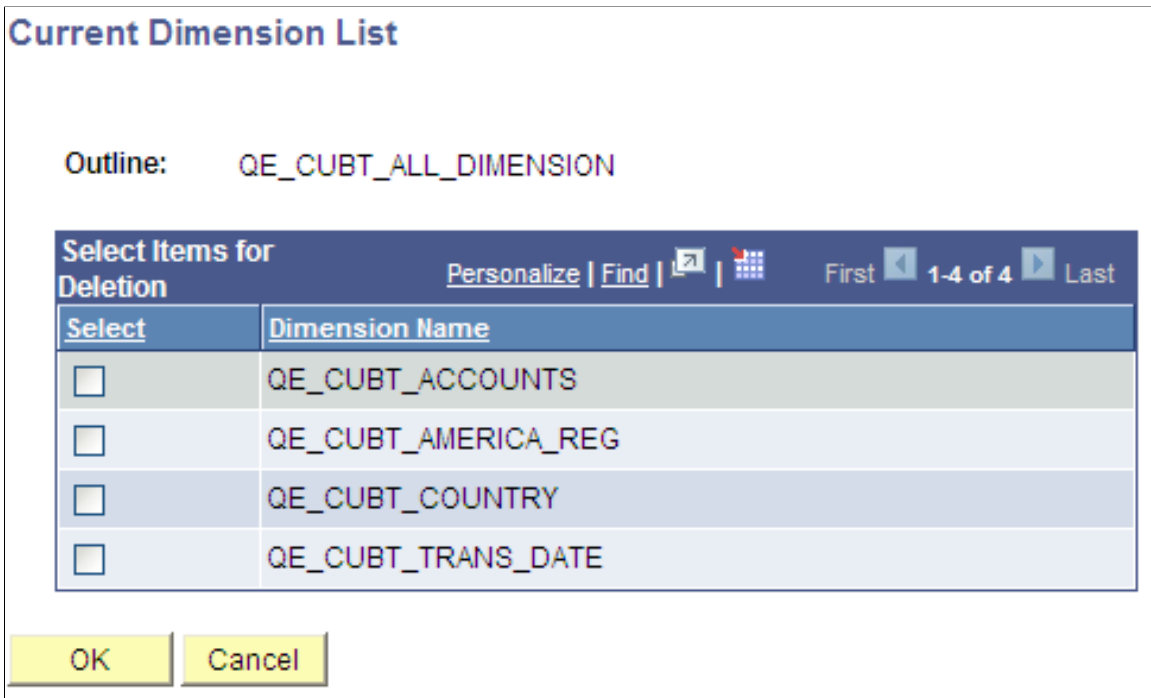 Current Dimension List
Outline: QE_CUBT_ALL_DIMENSION
Select Items for
Deletion
Personalize | Find | | First 1-4 of 4 Last
Select Dimension Name
QE_CUBT_ACCOUNTS
QE_CUBT_AMERICA_REG
QE_CUBT_COUNTRY
QE_CUBT_TRANS_DATE
OK Cancel